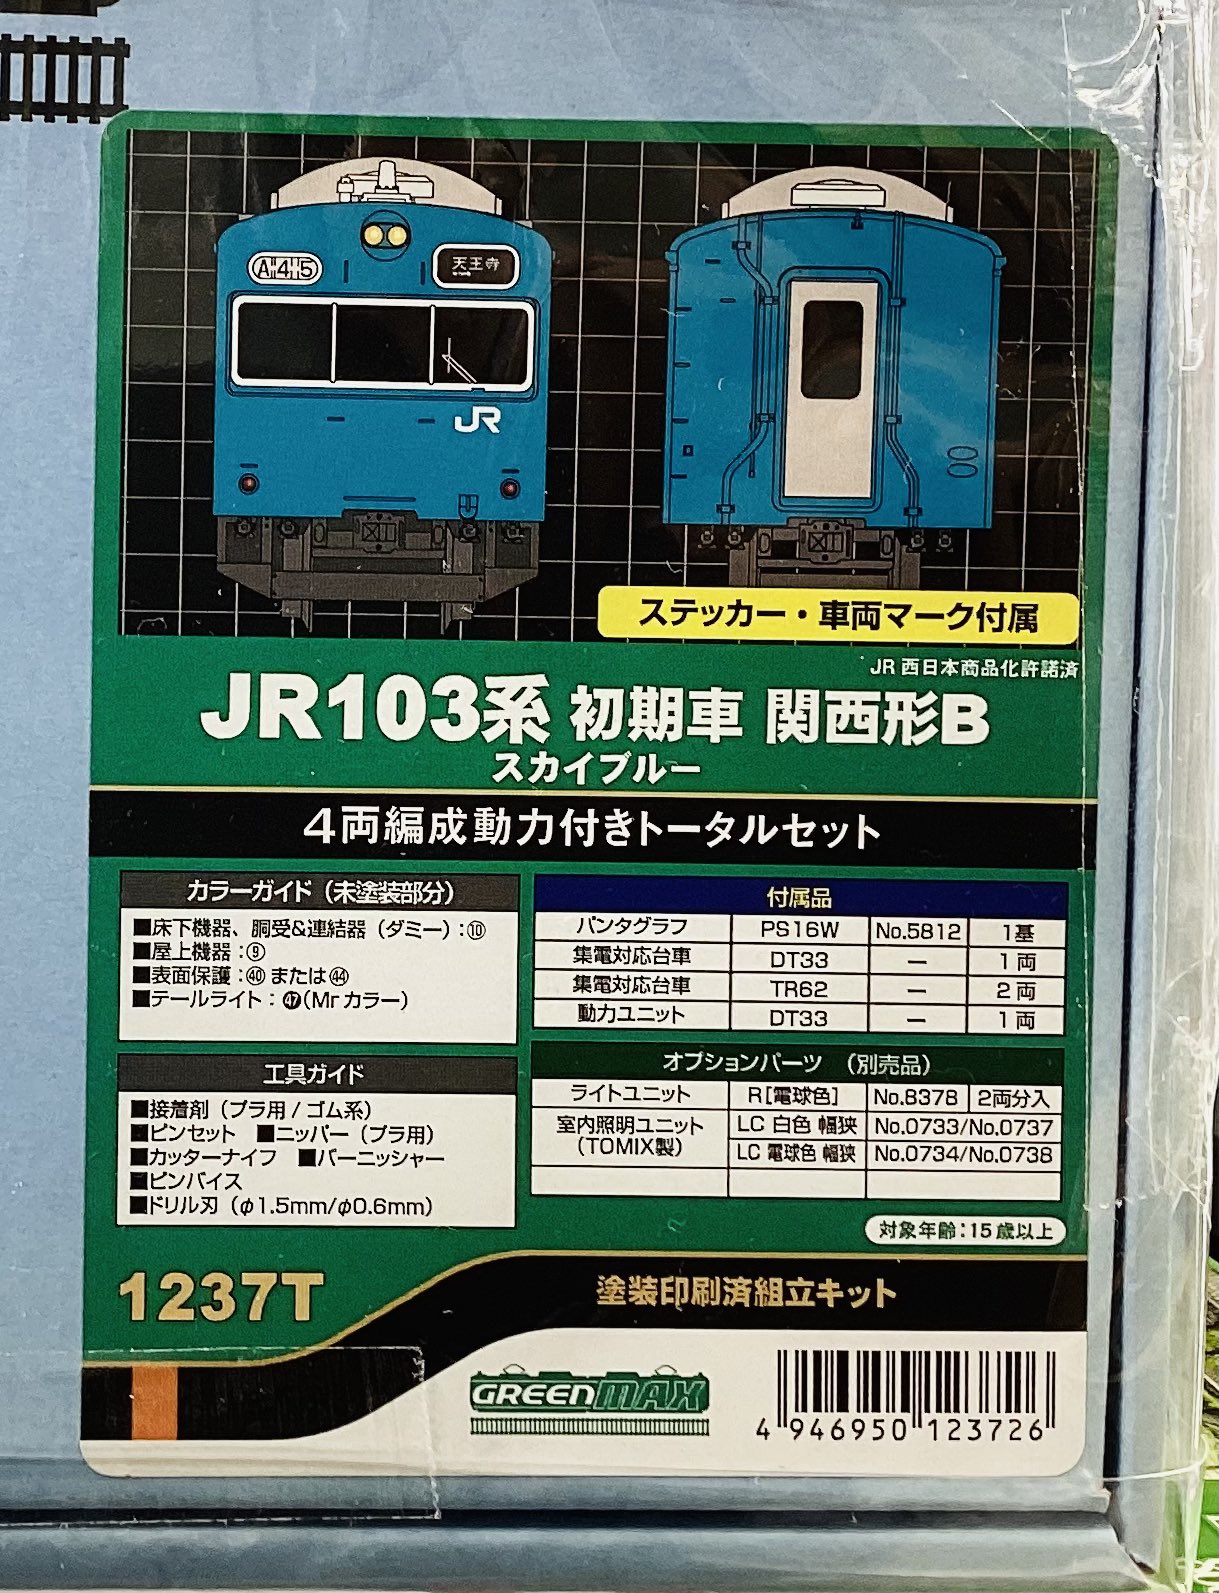 A45
天王寺
JR
ステッカー・車両マーク付属
JR 西日本商品化許諾済
JR103系 初期車 関西形B
スカイブルー
4両編成動力付きトータルセット
カラーガイド（未塗装部分）
■床下機器、胴受&連結器（ダミー）：⑩
■屋上機器：⑨
■表面保護：㊵ または㊹
■テールライト：㊼(Mr カラー)
工具ガイド
■接着剤（プラ用 / ゴム系）
■ピンセット ■ニッパー（プラ用）
■カッターナイフ ■バーニッシャー
■ピンバイス
■ドリル刃（φ1.5mm/φ0.6mm）
付属品
パンタグラフ PS16W No.5812 1基
集電対応台車 DT33 ー 1両
集電対応台車 TR62 ー 2両
動力ユニット DT33 ー 1両
オプションパーツ （別売品）
ライトユニット R[電球色] No.8378 2両分入
室内照明ユニット（TOMIX製） LC 白色 幅狭 No.0733/No.0737
LC 電球色 幅狭 No.0734/No.0738
対象年齢：15歳以上
1237T
塗装印刷済組立キット
GREENMAX
4 946950 123726